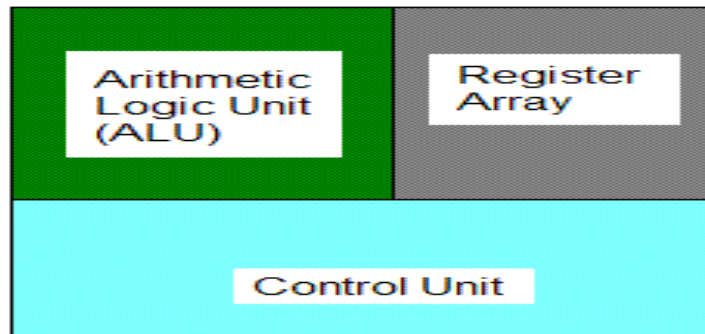 Arithmetic
Logic Unit
(ALU)
Register
Array
Control Unit